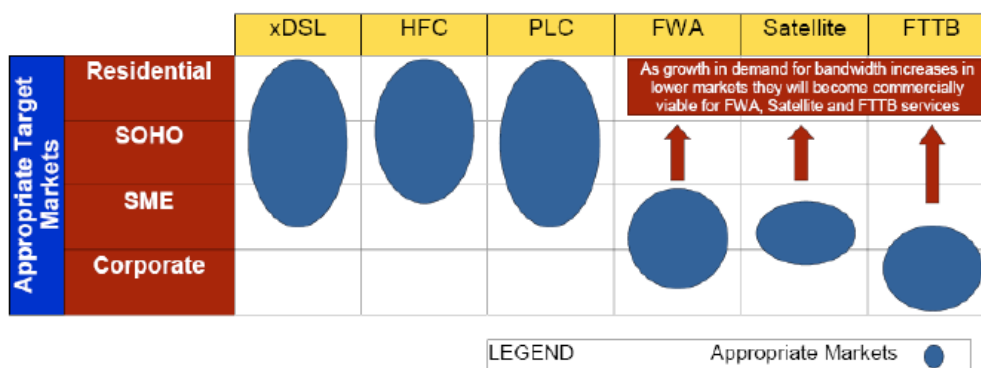 xDSL HFC PLC FWA Satellite FTTB
Appropriate Target
Markets
Residential
As growth in demand for bandwidth increases in
lower markets they will become commercially
viable for FWA, Satellite and FTTB services
SOHO
SME
Corporate
LEGEND Appropriate Markets